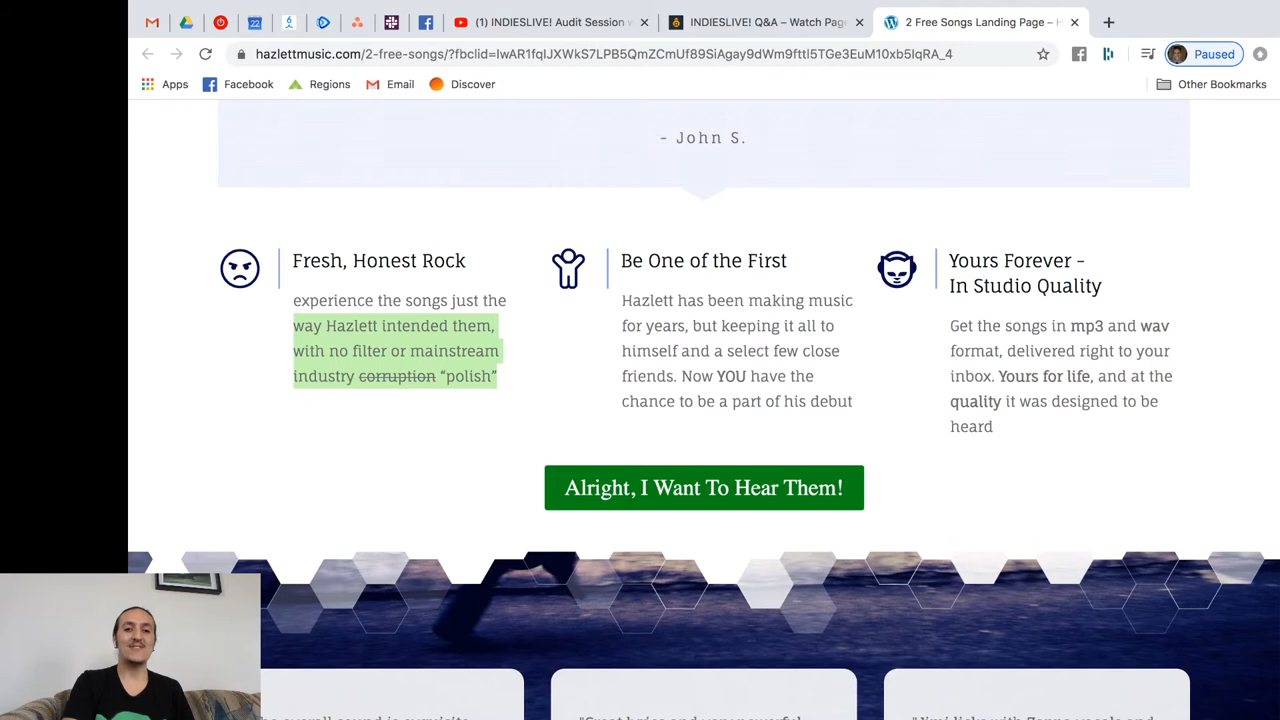 22
6
(1) INDIESLIVE! Audit Session
INDIESLIVE! Q&A – Watch Page
2 Free Songs Landing Page – H
hazlettmusic.com/2-free-songs/?fbclid=IwAR1fqIJXWkS7LPB5QmZCmUf89SiAgay9dWm9fttl5TGe3EuM10xb5IqRA_4
Paused
Apps
Facebook
Regions
Email
Discover
Other Bookmarks
- John S.
Fresh, Honest Rock
experience the songs just the
way Hazlett intended them,
with no filter or mainstream
industry corruption “polish”
Be One of the First
Hazlett has been making music
for years, but keeping it all to
himself and a select few close
friends. Now YOU have the
chance to be a part of his debut
Yours Forever –
In Studio Quality
Get the songs in mp3 and wav
format, delivered right to your
inbox. Yours for life, and at the
quality it was designed to be
heard
Alright, I Want To Hear Them!
overall sound is exquisite
"Great lyrics and very powerful
licks with Zappa vocals and